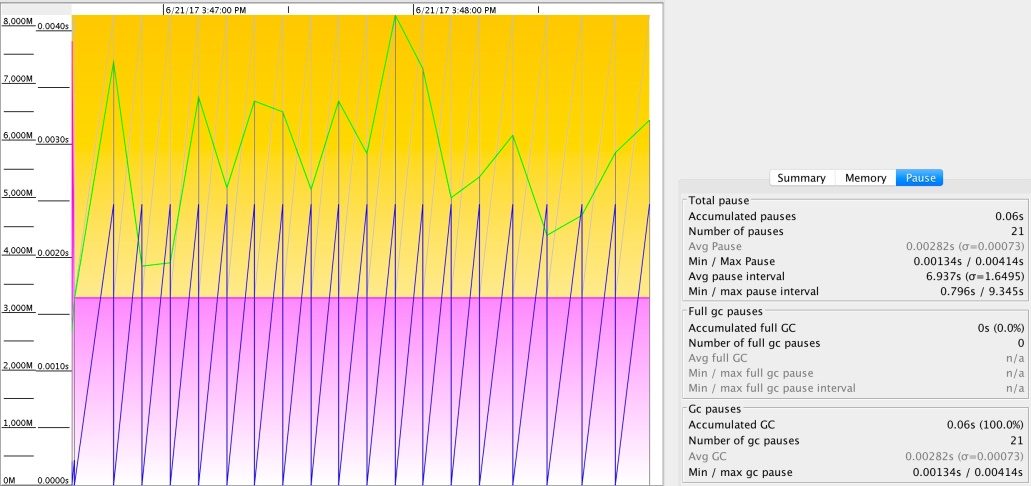 6/21/17 3:47:00 PM 6/21/17 3:48:00 PM
8,000M 0.0040s
7,000M
6,000M 0.0030s
5,000M
4,000M 0.0020s
3,000M
2,000M 0.0010s
1,000M
0M 0.0000s
Summary Memory Pause
Total pause
Accumulated pauses 0.06s
Number of pauses 21
Avg Pause 0.00282s (σ=0.00073)
Min / Max Pause 0.00134s / 0.00414s
Avg pause interval 6.937s (σ=1.6495)
Min / max pause interval 0.796s / 9.345s
Full gc pauses
Accumulated full GC 0s (0.0%)
Number of full gc pauses 0
Avg full GC n/a
Min / max full gc pause n/a
Min / max full gc pause interval n/a
Gc pauses
Accumulated GC 0.06s (100.0%)
Number of gc pauses 21
Avg GC 0.00282s (σ=0.00073)
Min / max gc pause 0.00134s / 0.00414s